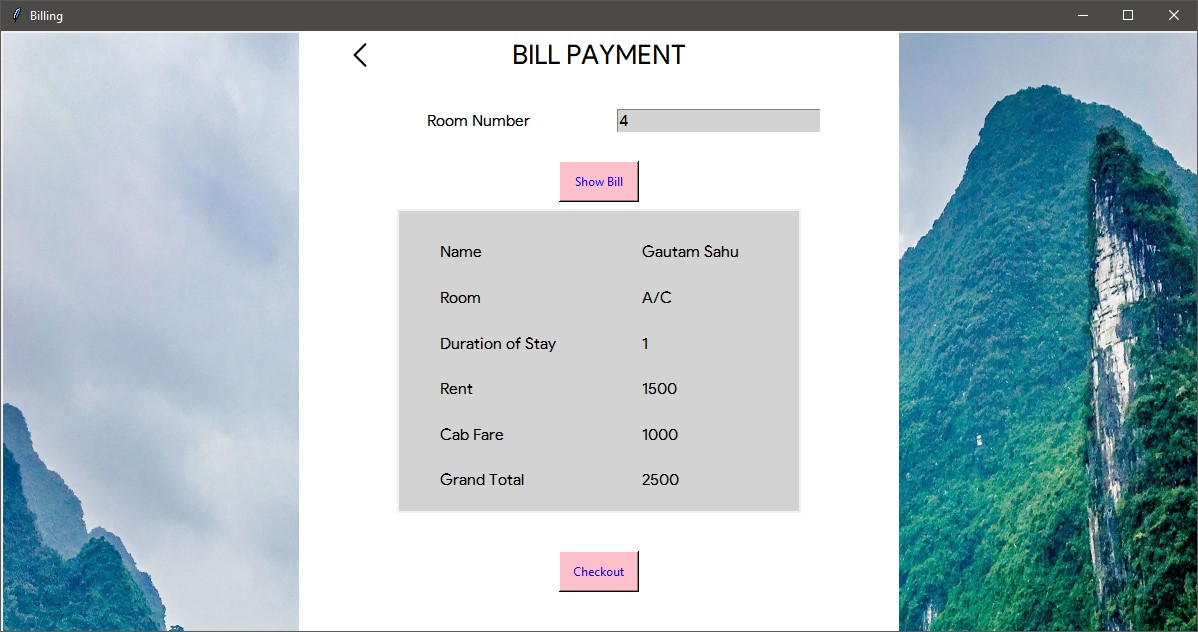 Billing
BILL PAYMENT
Room Number 4
Show Bill
Name Gautam Sahu
Room A/C
Duration of Stay 1
Rent 1500
Cab Fare 1000
Grand Total 2500
Checkout